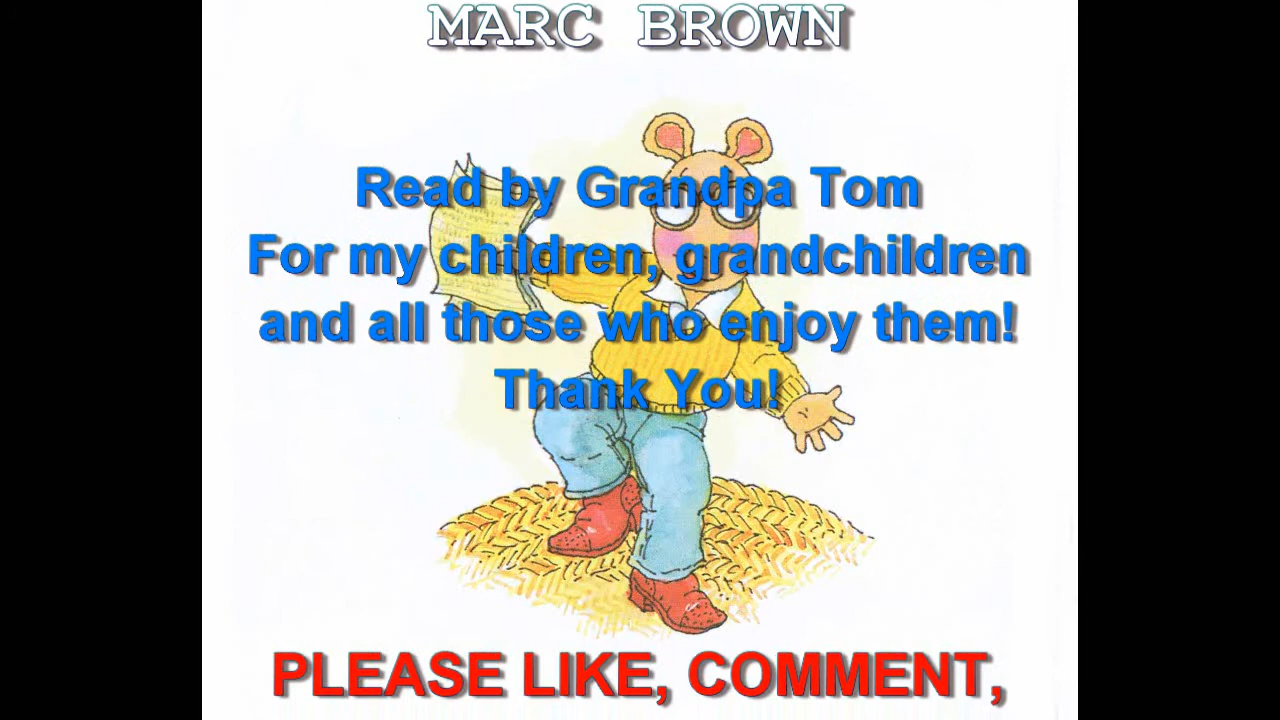 MARC BROWN
Read by Grandpa Tom
For my children, grandchildren
and all those who enjoy them!
Thank You!
PLEASE LIKE, COMMENT,